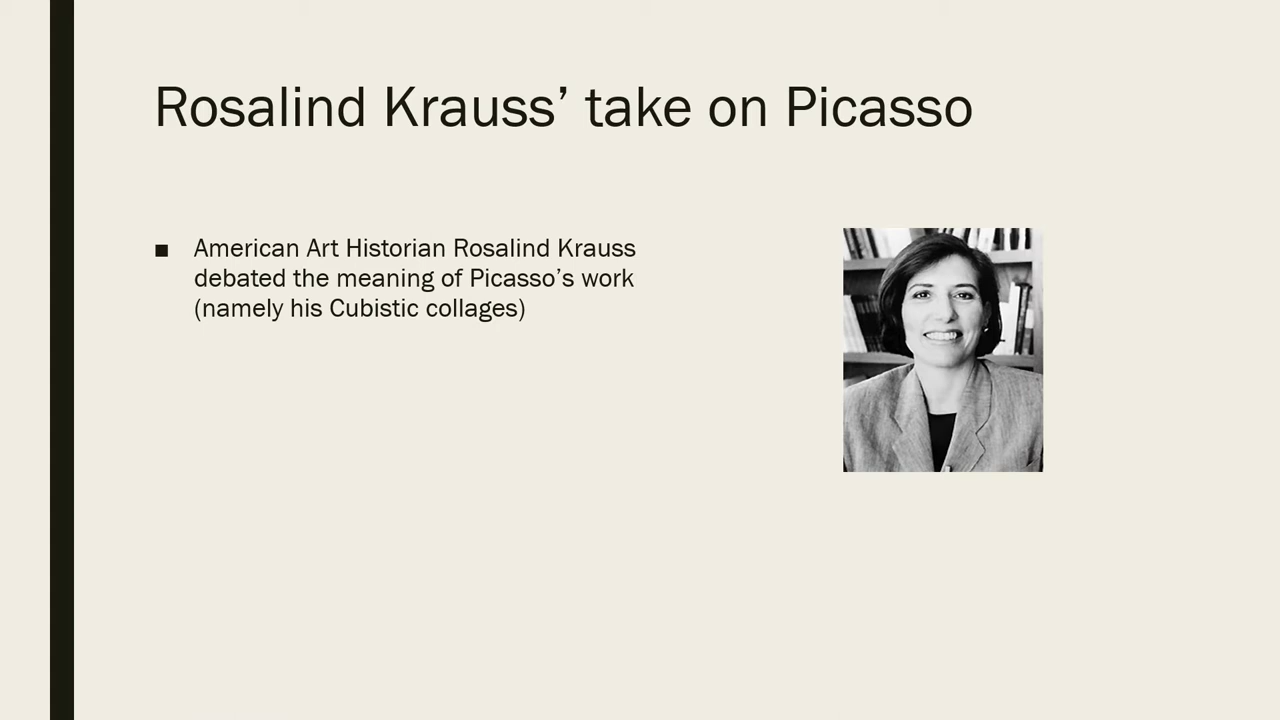 Rosalind Krauss’ take on Picasso
■ American Art Historian Rosalind Krauss
debated the meaning of Picasso’s work
(namely his Cubistic collages)